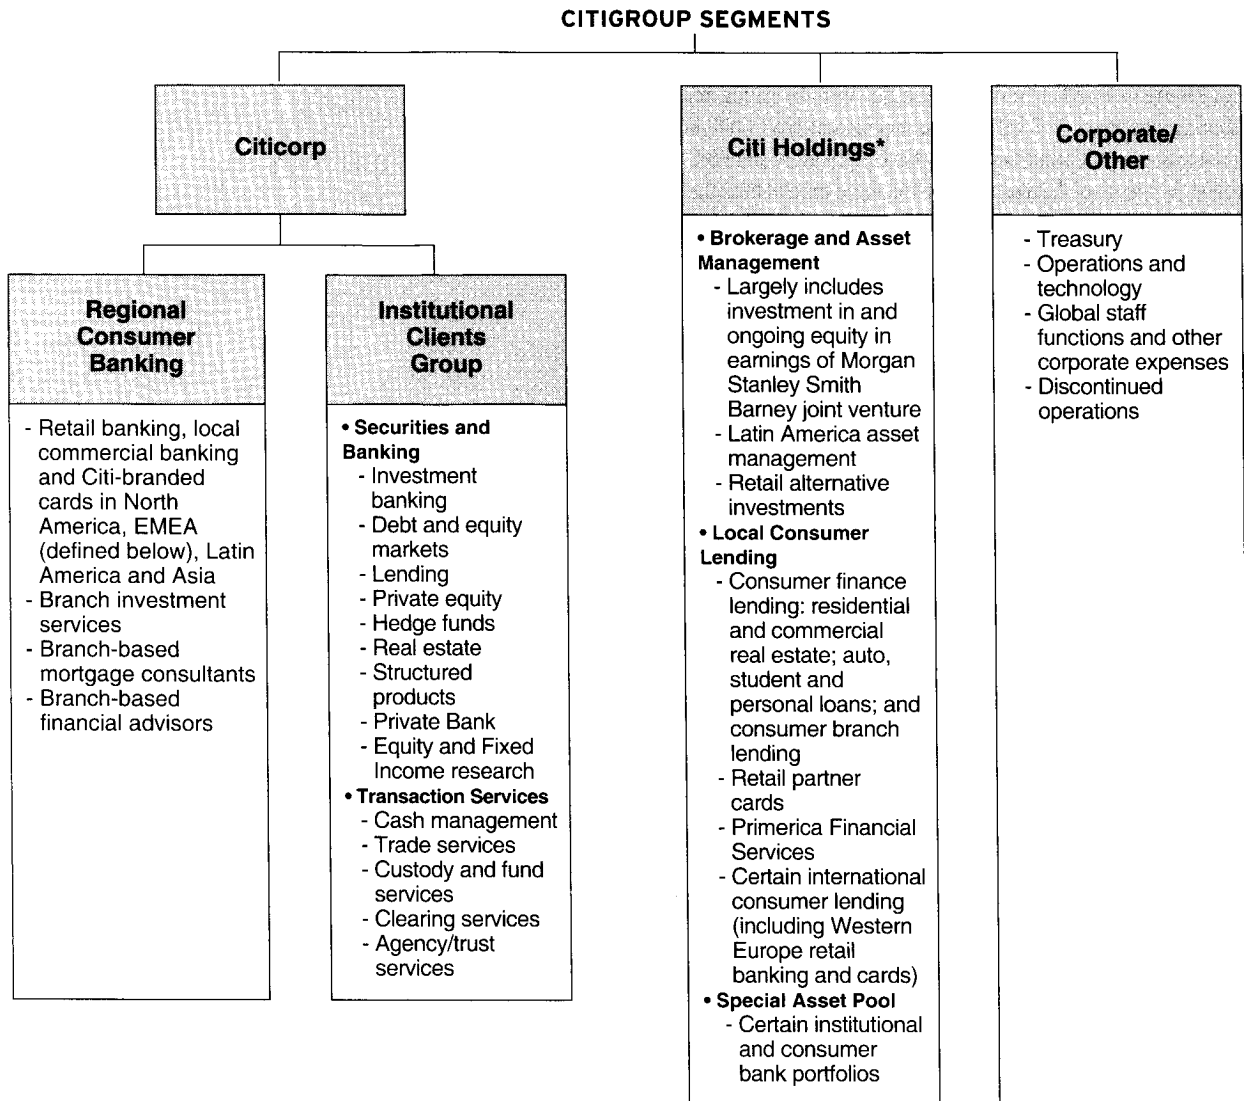 CITIGROUP SEGMENTS
Citicorp
Regional
Consumer
Banking
- Retail banking, local
commercial banking
and Citi-branded
cards in North
America, EMEA
(defined below), Latin
America and Asia
- Branch investment
services
- Branch-based
mortgage consultants
- Branch-based
financial advisors
Institutional
Clients
Group
• Securities and
Banking
- Investment
banking
- Debt and equity
markets
- Lending
- Private equity
- Hedge funds
- Real estate
- Structured
products
- Private Bank
- Equity and Fixed
Income research
• Transaction Services
- Cash management
- Trade services
- Custody and fund
services
- Clearing services
- Agency/trust
services
Citi Holdings*
• Brokerage and Asset
Management
- Largely includes
investment in and
ongoing equity in
earnings of Morgan
Stanley Smith
Barney joint venture
- Latin America asset
management
- Retail alternative
investments
• Local Consumer
Lending
- Consumer finance
lending: residential
and commercial
real estate; auto,
student and
personal loans; and
consumer branch
lending
- Retail partner
cards
- Primerica Financial
Services
- Certain international
consumer lending
(including Western
Europe retail
banking and cards)
• Special Asset Pool
- Certain institutional
and consumer
bank portfolios
Corporate/
Other
- Treasury
- Operations and
technology
- Global staff
functions and other
corporate expenses
- Discontinued
operations